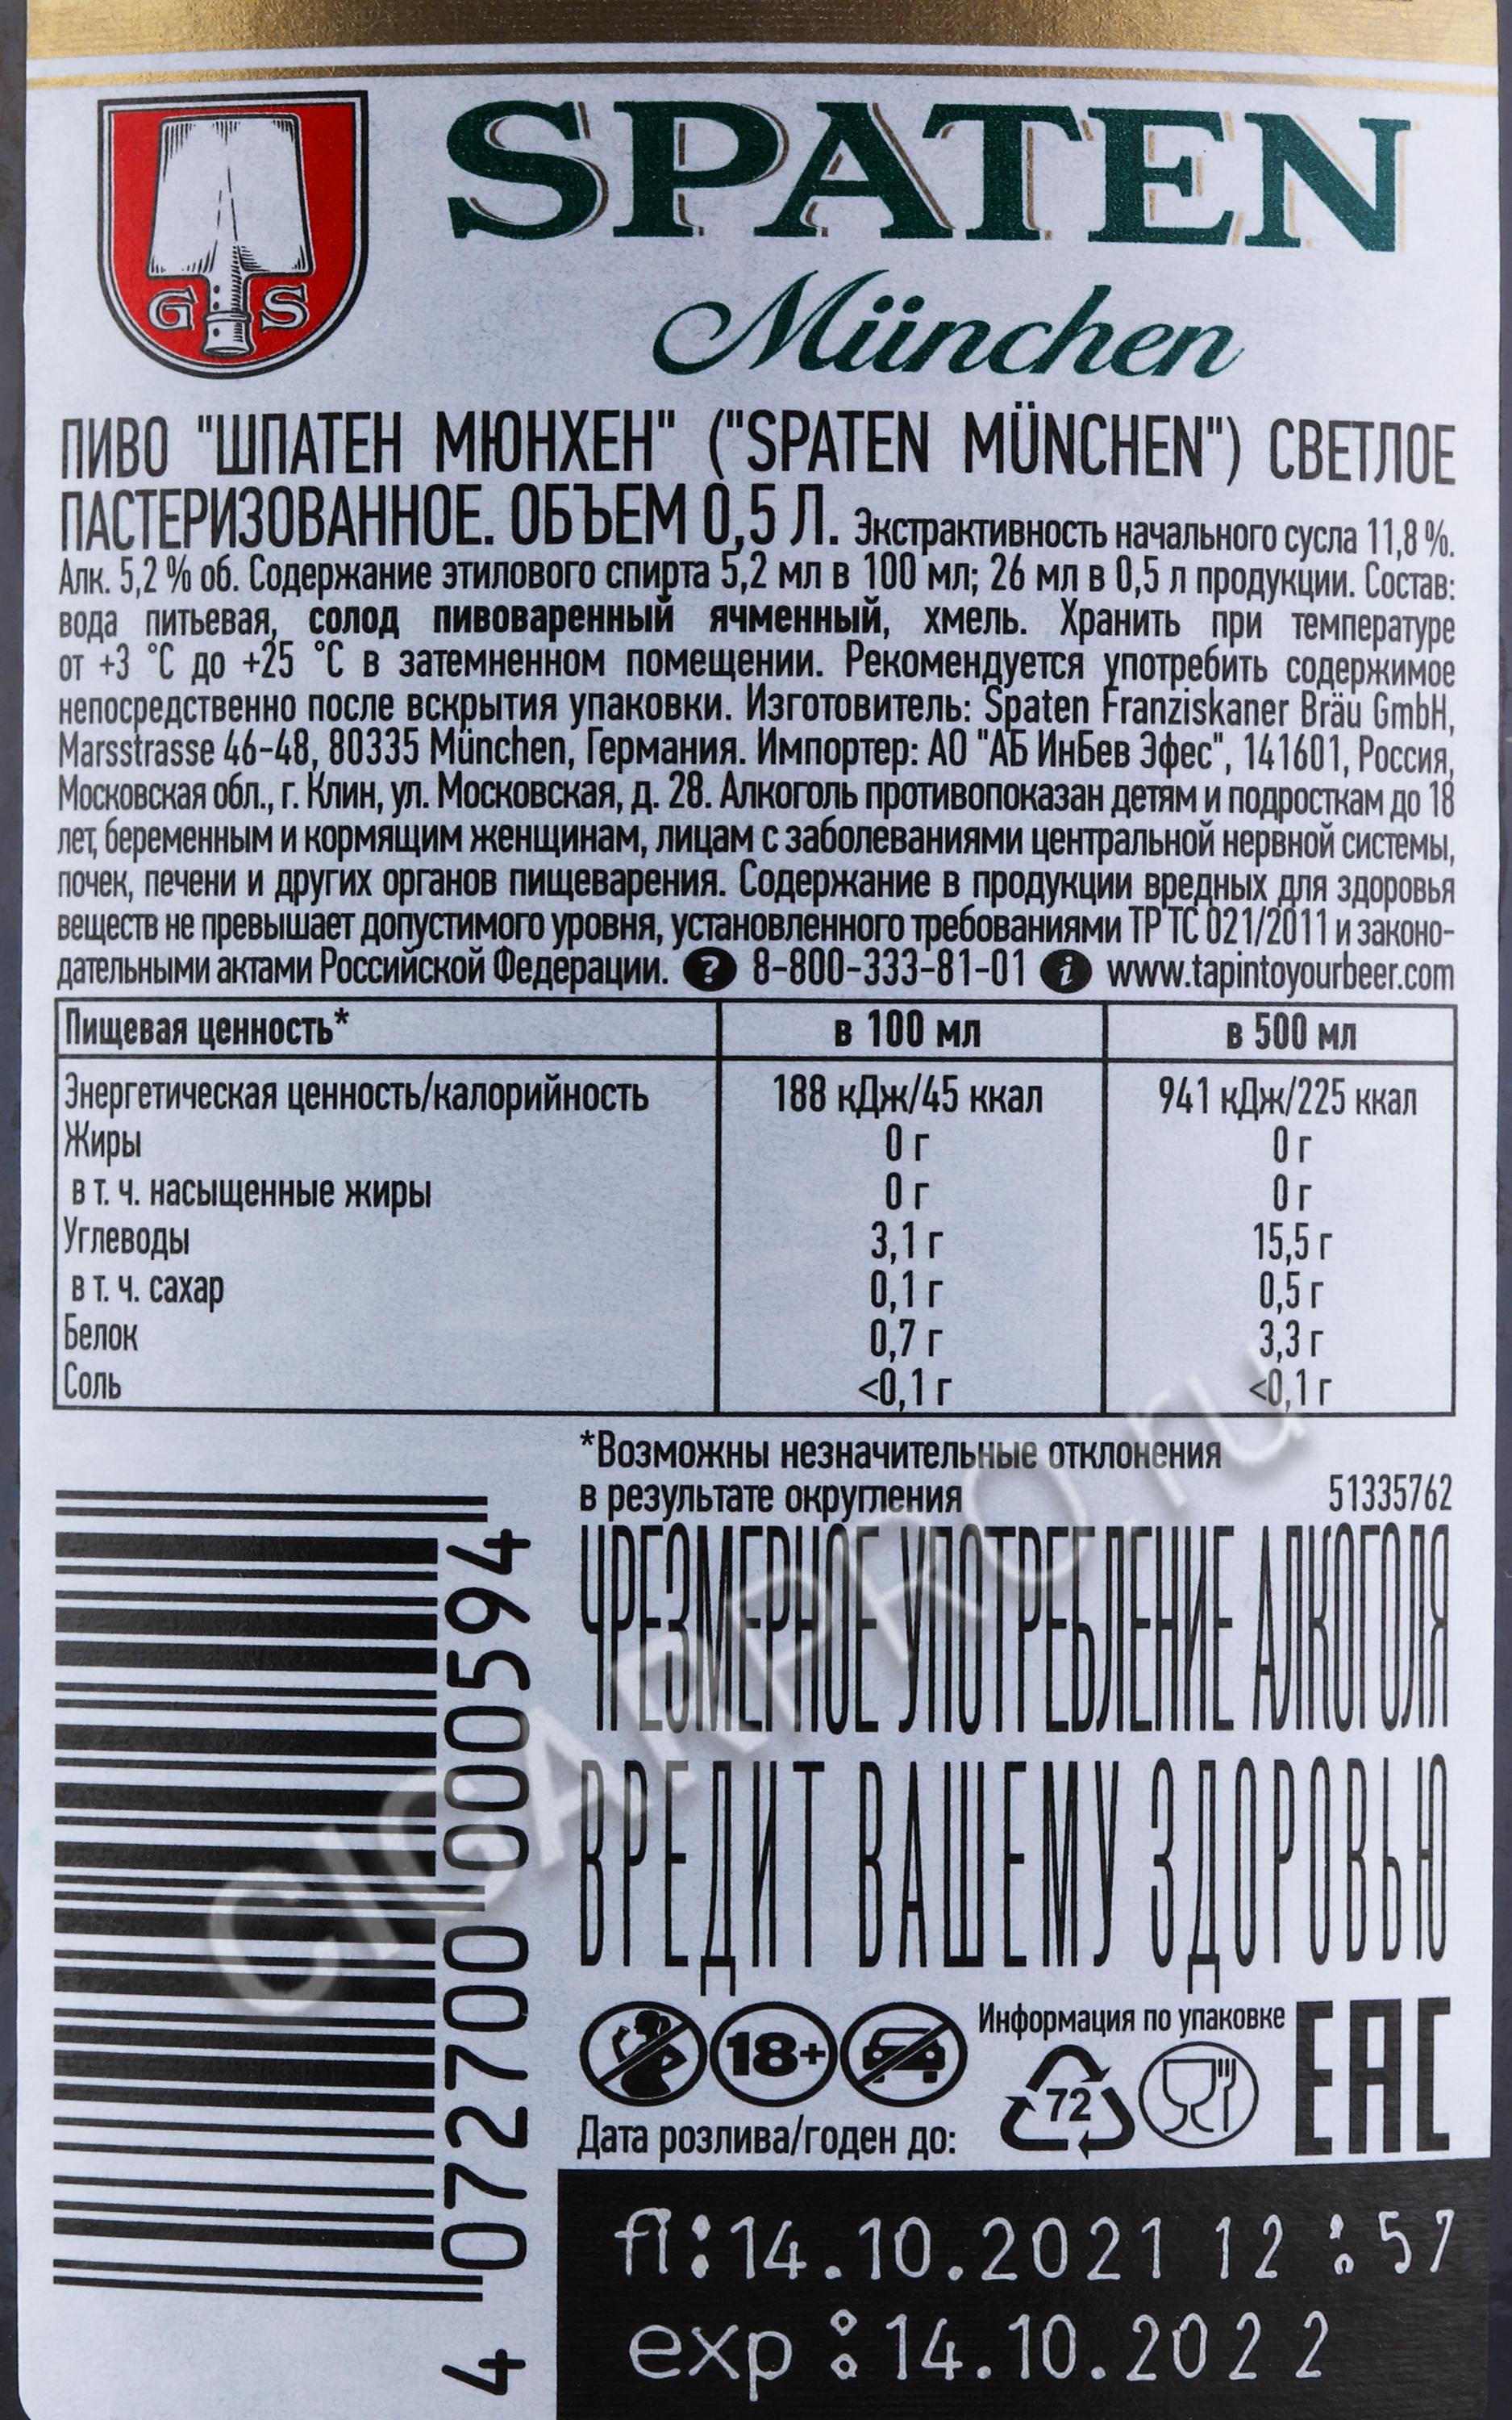 SPATEN
München
G S
ПИВО "ШПАТЕН МЮНХЕН" ("SPATEN MÜNCHEN") СВЕТЛОЕ
ПАСТЕРИЗОВАННОЕ. ОБЪЕМ 0,5 Л. Экстрактивность начального сусла 11,8 %.
Алк. 5,2 % об. Содержание этилового спирта 5,2 мл в 100 мл; 26 мл в 0,5 л продукции. Состав:
вода питьевая, солод пивоваренный ячменный, хмель. Хранить при температуре
от +3 °С до +25 °С в затемненном помещении. Рекомендуется употребить содержимое
непосредственно после вскрытия упаковки. Изготовитель: Spaten Franziskaner Bräu GmbH,
Marsstrasse 46-48, 80335 München, Германия. Импортер: АО "АБ ИнБев Эфес", 141601, Россия,
Московская обл., г. Клин, ул. Московская, д. 28. Алкоголь противопоказан детям и подросткам до 18
лет, беременным и кормящим женщинам, лицам с заболеваниями центральной нервной системы,
почек, печени и других органов пищеварения. Содержание в продукции вредных для здоровья
веществ не превышает допустимого уровня, установленного требованиями ТР ТС 021/2011 и законо-
дательными актами Российской Федерации. ? 8-800-333-81-01 i www.tapintoyourbeer.com
Пищевая ценность* в 100 мл в 500 мл
Энергетическая ценность/калорийность 188 кДж/45 ккал 941 кДж/225 ккал
Жиры 0 г 0 г
в т. ч. насыщенные жиры 0 г 0 г
Углеводы 3,1 г 15,5 г
в т. ч. сахар 0,1 г 0,5 г
Белок 0,7 г 3,3 г
Соль <0,1 г <0,1 г
*Возможны незначительные отклонения
в результате округления 51335762
ЧРЕЗМЕРНОЕ УПОТРЕБЛЕНИЕ АЛКОГОЛЯ
ВРЕДИТ ВАШЕМУ ЗДОРОВЬЮ
CIGARPRO.ru
4 072700 000594
18+
Информация по упаковке
72
EAC
Дата розлива/годен до:
fl:14.10.2021 12:57
exp:14.10.2022